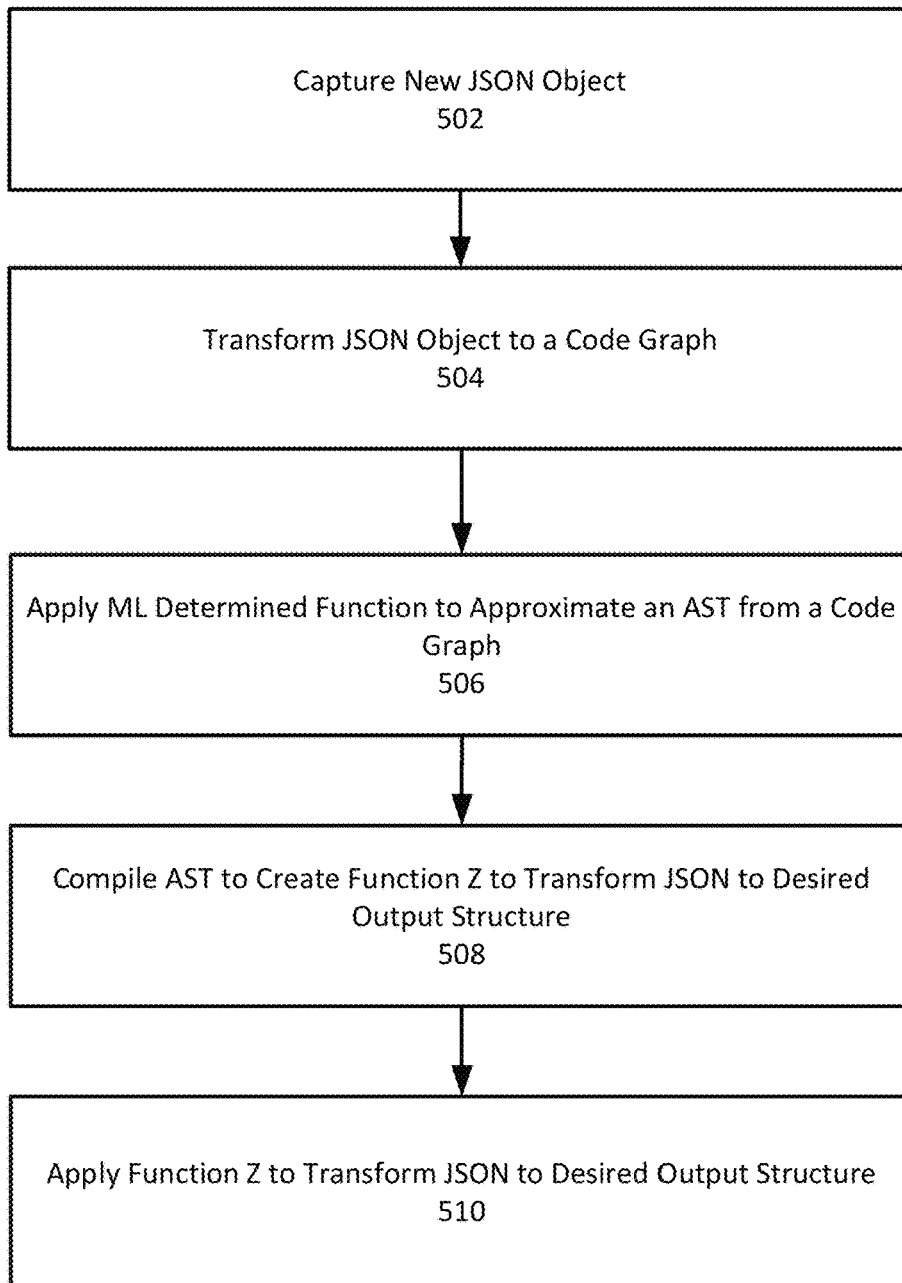 Capture New JSON Object
502
Transform JSON Object to a Code Graph
504
Apply ML Determined Function to Approximate an AST from a Code
Graph
506
Compile AST to Create Function Z to Transform JSON to Desired
Output Structure
508
Apply Function Z to Transform JSON to Desired Output Structure
510